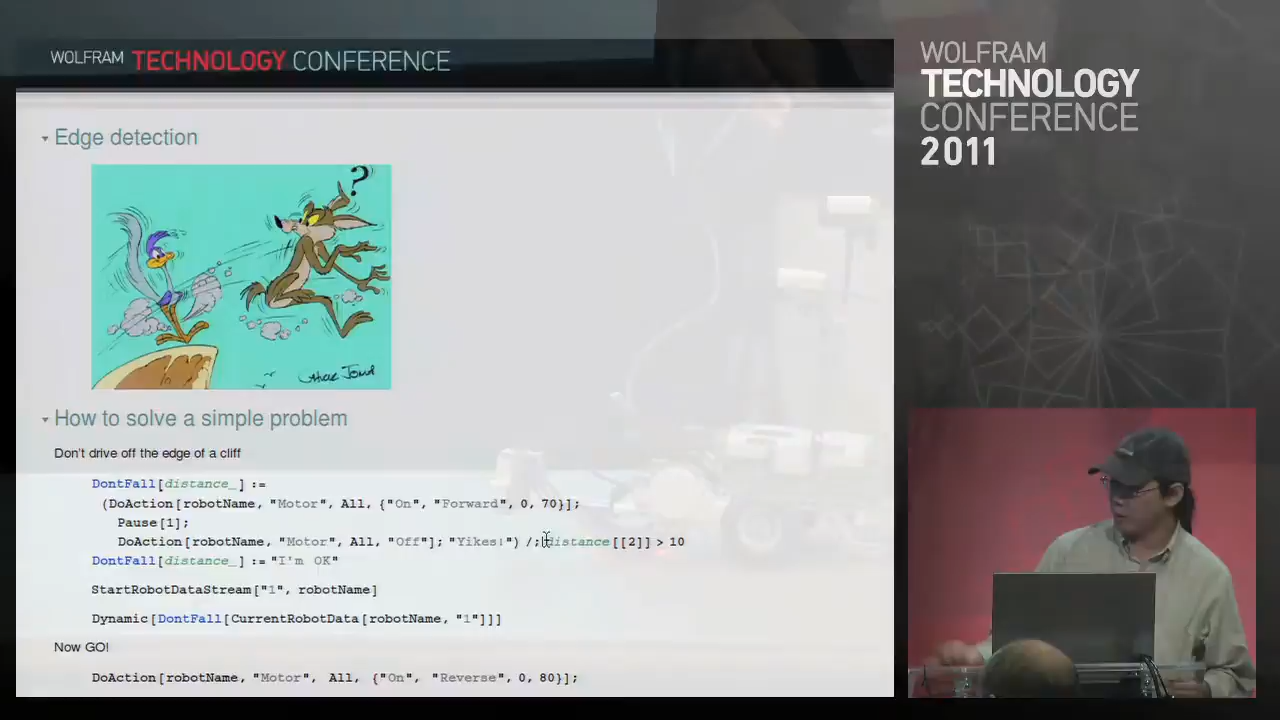 WOLFRAM TECHNOLOGY CONFERENCE
WOLFRAM
TECHNOLOGY
CONFERENCE
2011
Edge detection
?
How to solve a simple problem
Don't drive off the edge of a cliff
DontFall[distance_] :=
(DoAction[robotName, "Motor", All, {"On", "Forward", 0, 70}];
Pause[1];
DoAction[robotName, "Motor", All, "Off"]; "Yikes!") /; distance[[2]] > 10
DontFall[distance_] := "I'm OK"
StartRobotDataStream["1", robotName]
Dynamic[DontFall[CurrentRobotData[robotName, "1"]]]
Now GO!
DoAction[robotName, "Motor", All, {"On", "Reverse", 0, 80}];